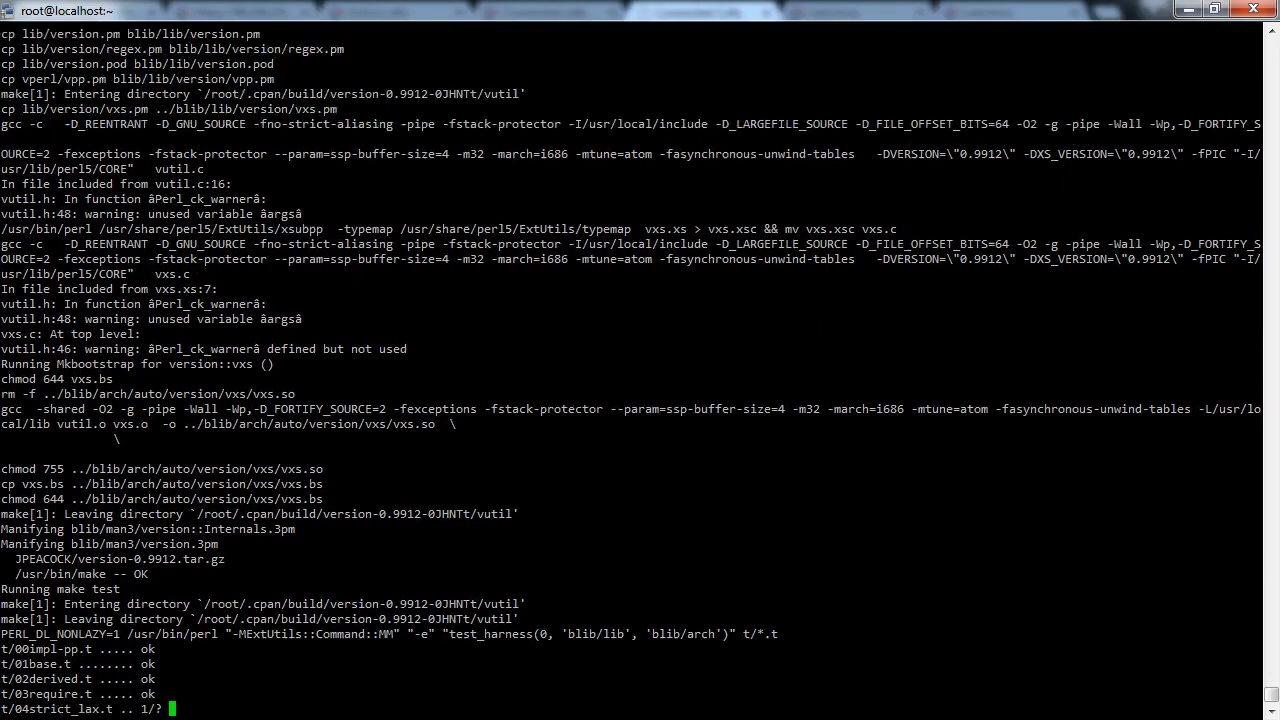 root@localhost:~
cp lib/version.pm blib/lib/version.pm
cp lib/version/regex.pm blib/lib/version/regex.pm
cp lib/version.pod blib/lib/version.pod
cp vperl/vpp.pm blib/lib/version/vpp.pm
make[1]: Entering directory `/root/.cpan/build/version-0.9912-0JHNTt/vutil'
cp lib/version/vxs.pm ../blib/lib/version/vxs.pm
gcc -c   -D_REENTRANT -D_GNU_SOURCE -fno-strict-aliasing -pipe -fstack-protector -I/usr/local/include -D_LARGEFILE_SOURCE -D_FILE_OFFSET_BITS=64 -O2 -g -pipe -Wall -Wp,-D_FORTIFY_S
OURCE=2 -fexceptions -fstack-protector --param=ssp-buffer-size=4 -m32 -march=i686 -mtune=atom -fasynchronous-unwind-tables   -DVERSION=\"0.9912\" -DXS_VERSION=\"0.9912\" -fPIC "-I/
usr/lib/perl5/CORE"   vutil.c
In file included from vutil.c:16:
vutil.h: In function âPerl_ck_warnerâ:
vutil.h:48: warning: unused variable âargsâ
/usr/bin/perl /usr/share/perl5/ExtUtils/xsubpp  -typemap /usr/share/perl5/ExtUtils/typemap  vxs.xs > vxs.xsc && mv vxs.xsc vxs.c
gcc -c   -D_REENTRANT -D_GNU_SOURCE -fno-strict-aliasing -pipe -fstack-protector -I/usr/local/include -D_LARGEFILE_SOURCE -D_FILE_OFFSET_BITS=64 -O2 -g -pipe -Wall -Wp,-D_FORTIFY_S
OURCE=2 -fexceptions -fstack-protector --param=ssp-buffer-size=4 -m32 -march=i686 -mtune=atom -fasynchronous-unwind-tables   -DVERSION=\"0.9912\" -DXS_VERSION=\"0.9912\" -fPIC "-I/
usr/lib/perl5/CORE"   vxs.c
In file included from vxs.xs:7:
vutil.h: In function âPerl_ck_warnerâ:
vutil.h:48: warning: unused variable âargsâ
vxs.c: At top level:
vutil.h:46: warning: âPerl_ck_warnerâ defined but not used
Running Mkbootstrap for version::vxs ()
chmod 644 vxs.bs
rm -f ../blib/arch/auto/version/vxs/vxs.so
gcc  -shared -O2 -g -pipe -Wall -Wp,-D_FORTIFY_SOURCE=2 -fexceptions -fstack-protector --param=ssp-buffer-size=4 -m32 -march=i686 -mtune=atom -fasynchronous-unwind-tables -L/usr/lo
cal/lib vutil.o vxs.o  -o ../blib/arch/auto/version/vxs/vxs.so  \
\
chmod 755 ../blib/arch/auto/version/vxs/vxs.so
cp vxs.bs ../blib/arch/auto/version/vxs/vxs.bs
chmod 644 ../blib/arch/auto/version/vxs/vxs.bs
make[1]: Leaving directory `/root/.cpan/build/version-0.9912-0JHNTt/vutil'
Manifying blib/man3/version::Internals.3pm
Manifying blib/man3/version.3pm
JPEACOCK/version-0.9912.tar.gz
/usr/bin/make -- OK
Running make test
make[1]: Entering directory `/root/.cpan/build/version-0.9912-0JHNTt/vutil'
make[1]: Leaving directory `/root/.cpan/build/version-0.9912-0JHNTt/vutil'
PERL_DL_NONLAZY=1 /usr/bin/perl "-MExtUtils::Command::MM" "-e" "test_harness(0, 'blib/lib', 'blib/arch')" t/*.t
t/00impl-pp.t ..... ok
t/01base.t ........ ok
t/02derived.t ..... ok
t/03require.t ..... ok
t/04strict_lax.t .. 1/?